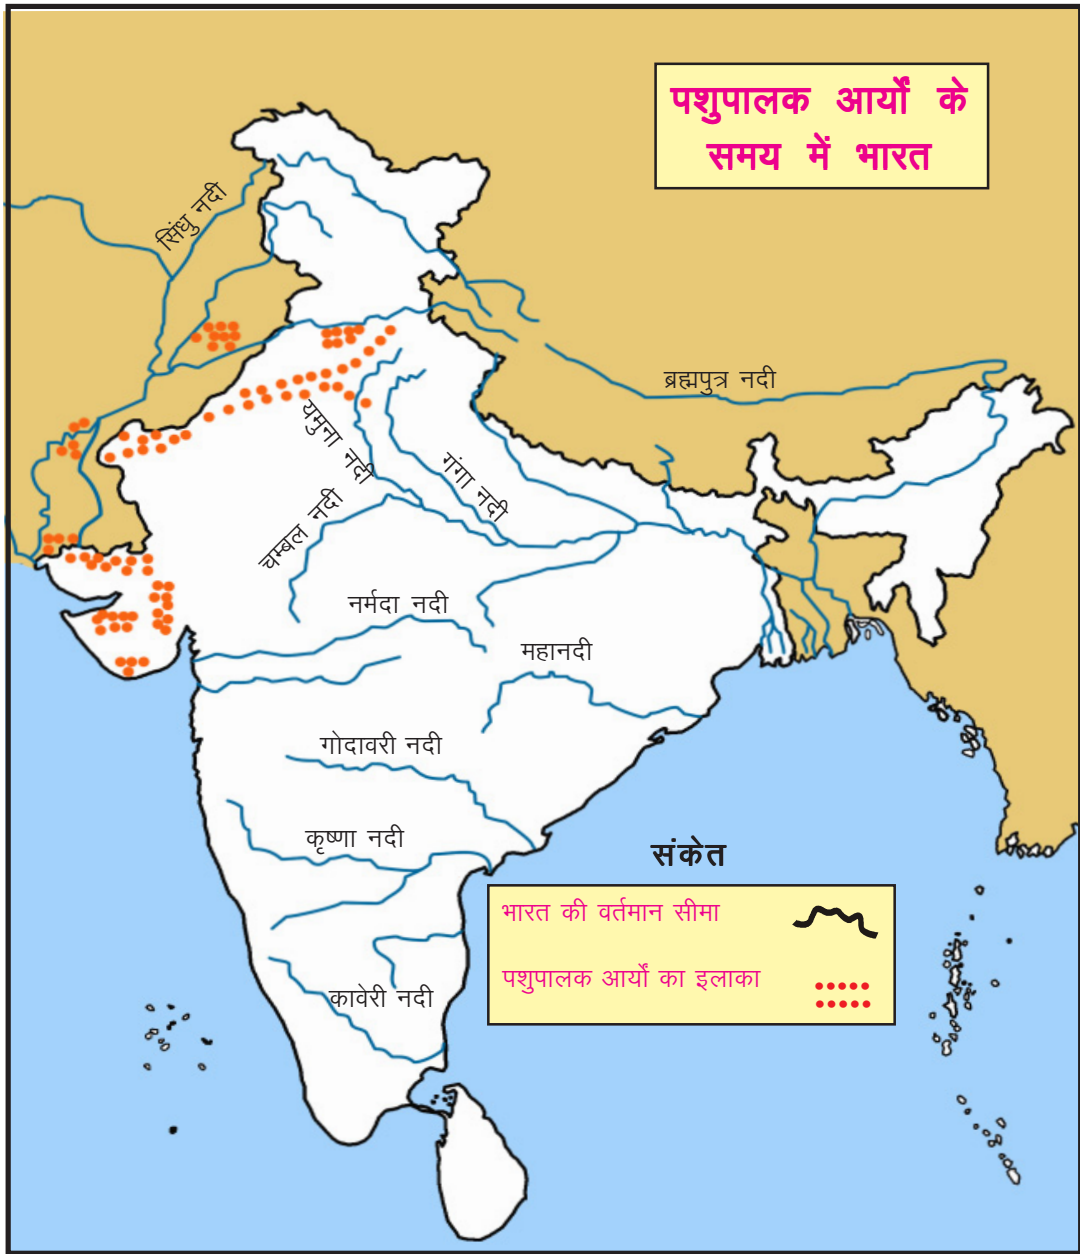 पशुपालक आर्यों के
समय में भारत
सिंधु नदी
ब्रह्मपुत्र नदी
यमुना नदी
गंगा नदी
चम्बल नदी
नर्मदा नदी
महानदी
गोदावरी नदी
कृष्णा नदी
संकेत
भारत की वर्तमान सीमा
पशुपालक आर्यों का इलाका
कावेरी नदी